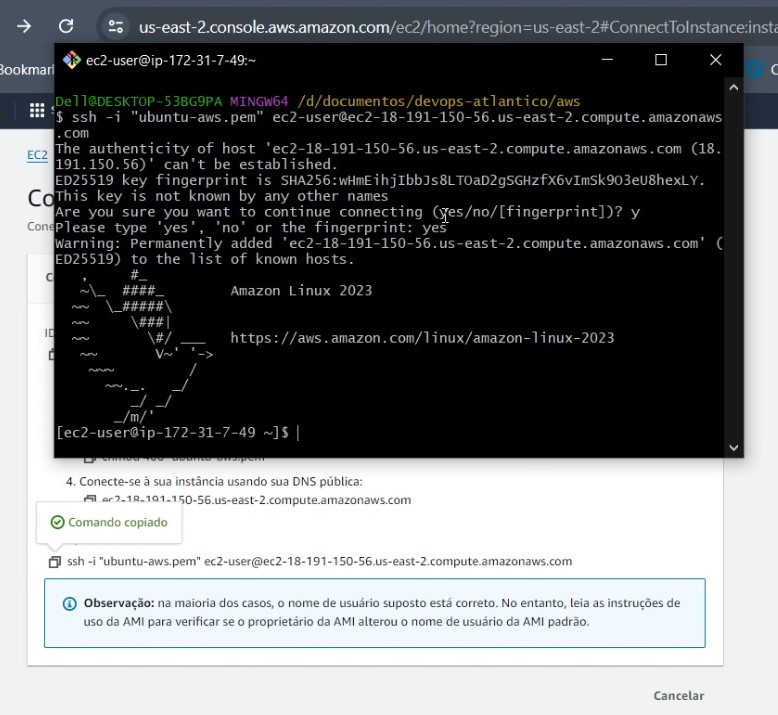 us-east-2.console.aws.amazon.com/ec2/home?region=us-east-2#ConnectToInstance:insta
Bookmar
ec2-user@ip-172-31-7-49:~
Dell@DESKTOP-53BG9PA MINGW64 /d/documentos/devops-atlantico/aws
$ ssh -i "ubuntu-aws.pem" ec2-user@ec2-18-191-150-56.us-east-2.compute.amazonaws
.com
EC2
The authenticity of host 'ec2-18-191-150-56.us-east-2.compute.amazonaws.com (18.
191.150.56)' can't be established.
ED25519 key fingerprint is SHA256:wHmEihjIbbJs8LTOaD2gSGHzfX6vImSk9O3eU8hexLY.
This key is not known by any other names
Co
Are you sure you want to continue connecting (yes/no/[fingerprint])? y
Cone
Please type 'yes', 'no' or the fingerprint: yes
Warning: Permanently added 'ec2-18-191-150-56.us-east-2.compute.amazonaws.com' (
ED25519) to the list of known hosts.
   ,     #_
   ~\_  ####_        Amazon Linux 2023
  ~~  \_#####\
  ~~     \###|
  ~~       \#/ ___   https://aws.amazon.com/linux/amazon-linux-2023
   ~~       V~' '->
    ~~~         /
      ~~._.   _/
         _/ _/
       _/m/'
[ec2-user@ip-172-31-7-49 ~]$
ID
chmod 400 "ubuntu-aws.pem"
4. Conecte-se à sua instância usando sua DNS pública:
ec2-18-191-150-56.us-east-2.compute.amazonaws.com
Comando copiado
ssh -i "ubuntu-aws.pem" ec2-user@ec2-18-191-150-56.us-east-2.compute.amazonaws.com
Observação: na maioria dos casos, o nome de usuário suposto está correto. No entanto, leia as instruções de
uso da AMI para verificar se o proprietário da AMI alterou o nome de usuário da AMI padrão.
Cancelar